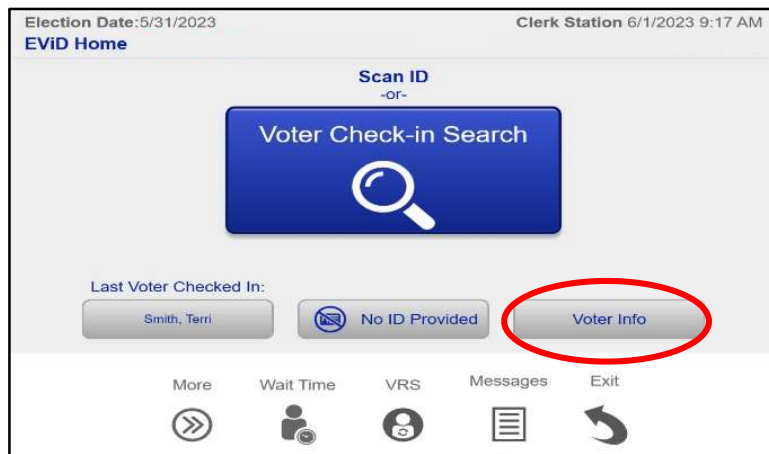 Election Date:5/31/2023 Clerk Station 6/1/2023 9:17 AM
EViD Home
Scan ID
-or-
Voter Check-in Search
Last Voter Checked In:
Smith, Terri No ID Provided Voter Info
More Wait Time VRS Messages Exit